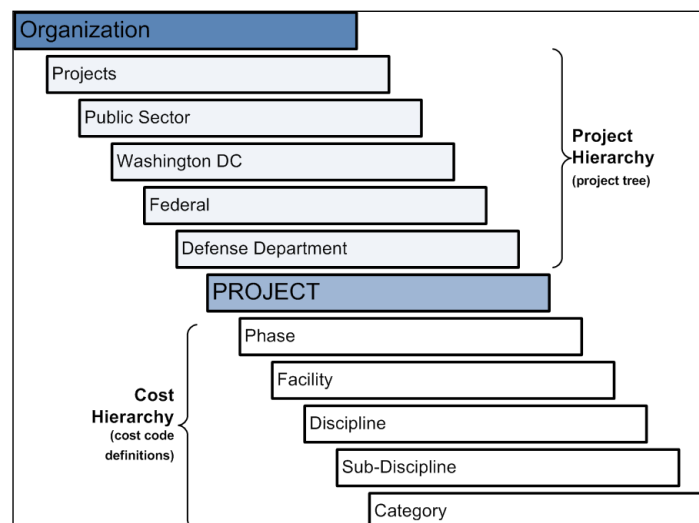 Organization
Projects
Public Sector
Washington DC
Federal
Defense Department
Project
Hierarchy
(project tree)
PROJECT
Phase
Facility
Discipline
Sub-Discipline
Category
Cost
Hierarchy
(cost code
definitions)